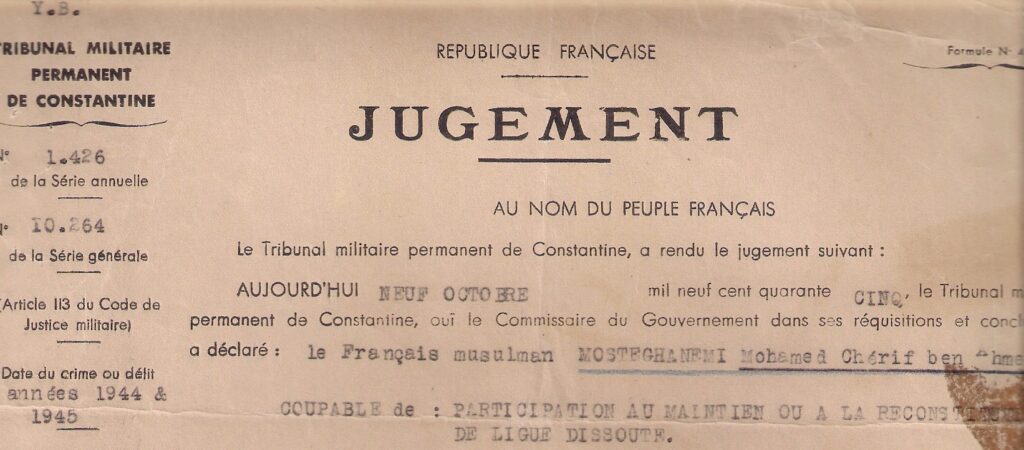 Y.B.
TRIBUNAL MILITAIRE
PERMANENT
DE CONSTANTINE
N° 1.426
de la Série annuelle
N° 10.264
de la Série générale
(Article 113 du Code de
Justice militaire)
Date du crime ou délit
années 1944 &
1945
REPUBLIQUE FRANÇAISE
Formule N°
JUGEMENT
AU NOM DU PEUPLE FRANÇAIS
Le Tribunal militaire permanent de Constantine, a rendu le jugement suivant :
AUJOURD'HUI NEUF OCTOBRE mil neuf cent quarante CINQ, le Tribunal
permanent de Constantine, ouï le Commissaire du Gouvernement dans ses réquisitions et
a déclaré : le Français musulman MOSTEGHANEMI Mohamed Chérif ben
COUPABLE de : PARTICIPATION AU MAINTIEN OU A LA
DE LIGUE DISSOUTE.